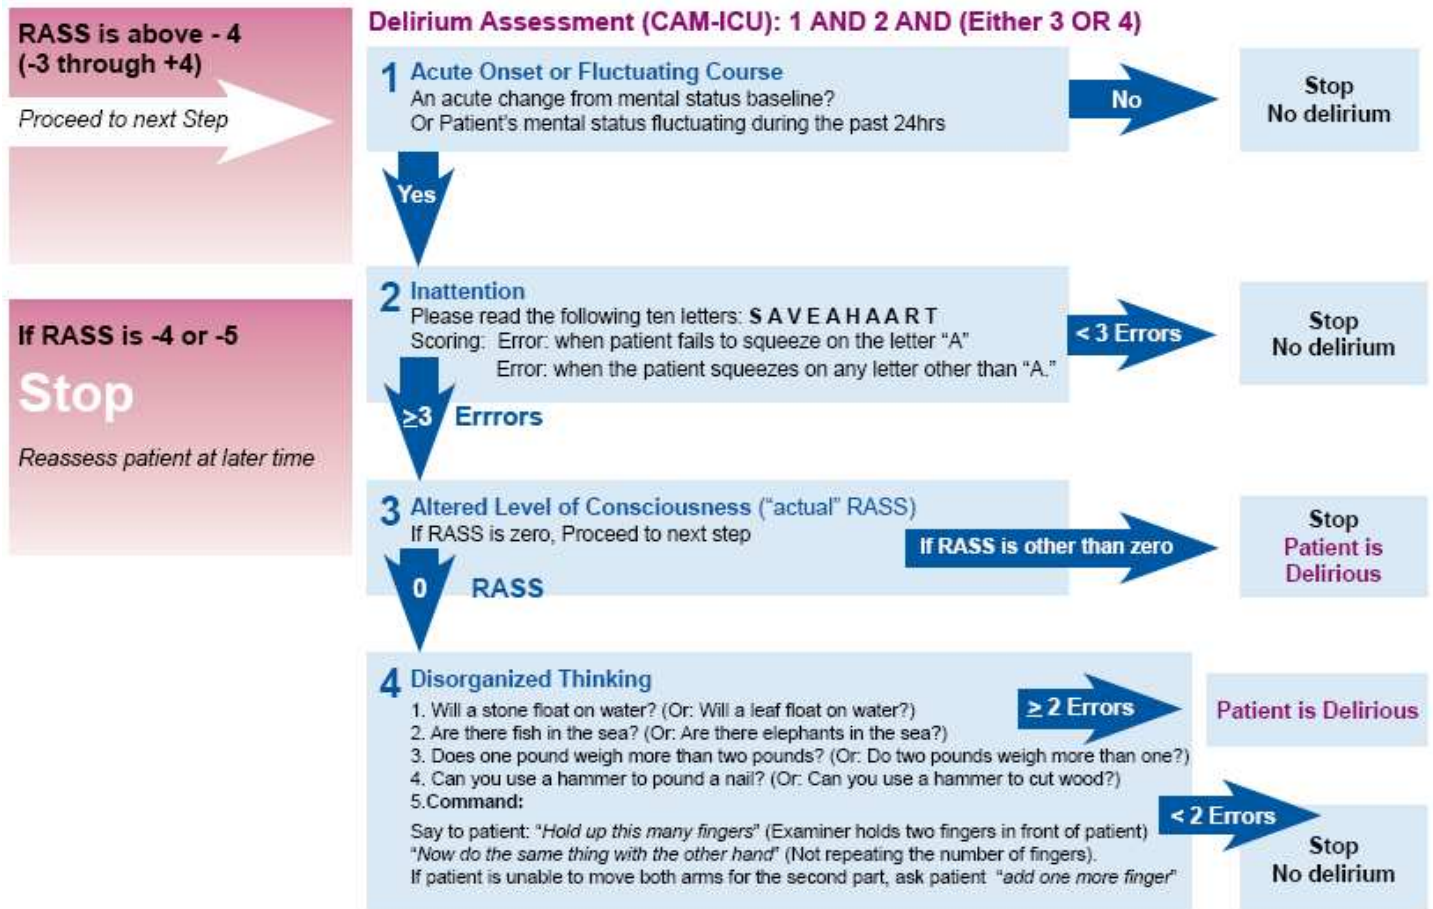 RASS is above - 4
(-3 through +4)
Proceed to next Step
If RASS is -4 or -5
Stop
Reassess patient at later time
Delirium Assessment (CAM-ICU): 1 AND 2 AND (Either 3 OR 4)
1 Acute Onset or Fluctuating Course
An acute change from mental status baseline?
Or Patient's mental status fluctuating during the past 24hrs
No
Stop
No delirium
Yes
2 Inattention
Please read the following ten letters: S A V E A H A A R T
Scoring: Error: when patient fails to squeeze on the letter “A”
Error: when the patient squeezes on any letter other than “A.”
< 3 Errors
Stop
No delirium
≥3 Errrors
3 Altered Level of Consciousness (“actual” RASS)
If RASS is zero, Proceed to next step
If RASS is other than zero
Stop
Patient is
Delirious
0 RASS
4 Disorganized Thinking
1. Will a stone float on water? (Or: Will a leaf float on water?)
2. Are there fish in the sea? (Or: Are there elephants in the sea?)
3. Does one pound weigh more than two pounds? (Or: Do two pounds weigh more than one?)
4. Can you use a hammer to pound a nail? (Or: Can you use a hammer to cut wood?)
5.Command:
Say to patient: “Hold up this many fingers” (Examiner holds two fingers in front of patient)
“Now do the same thing with the other hand” (Not repeating the number of fingers).
If patient is unable to move both arms for the second part, ask patient “add one more finger”
≥ 2 Errors
Patient is Delirious
< 2 Errors
Stop
No delirium